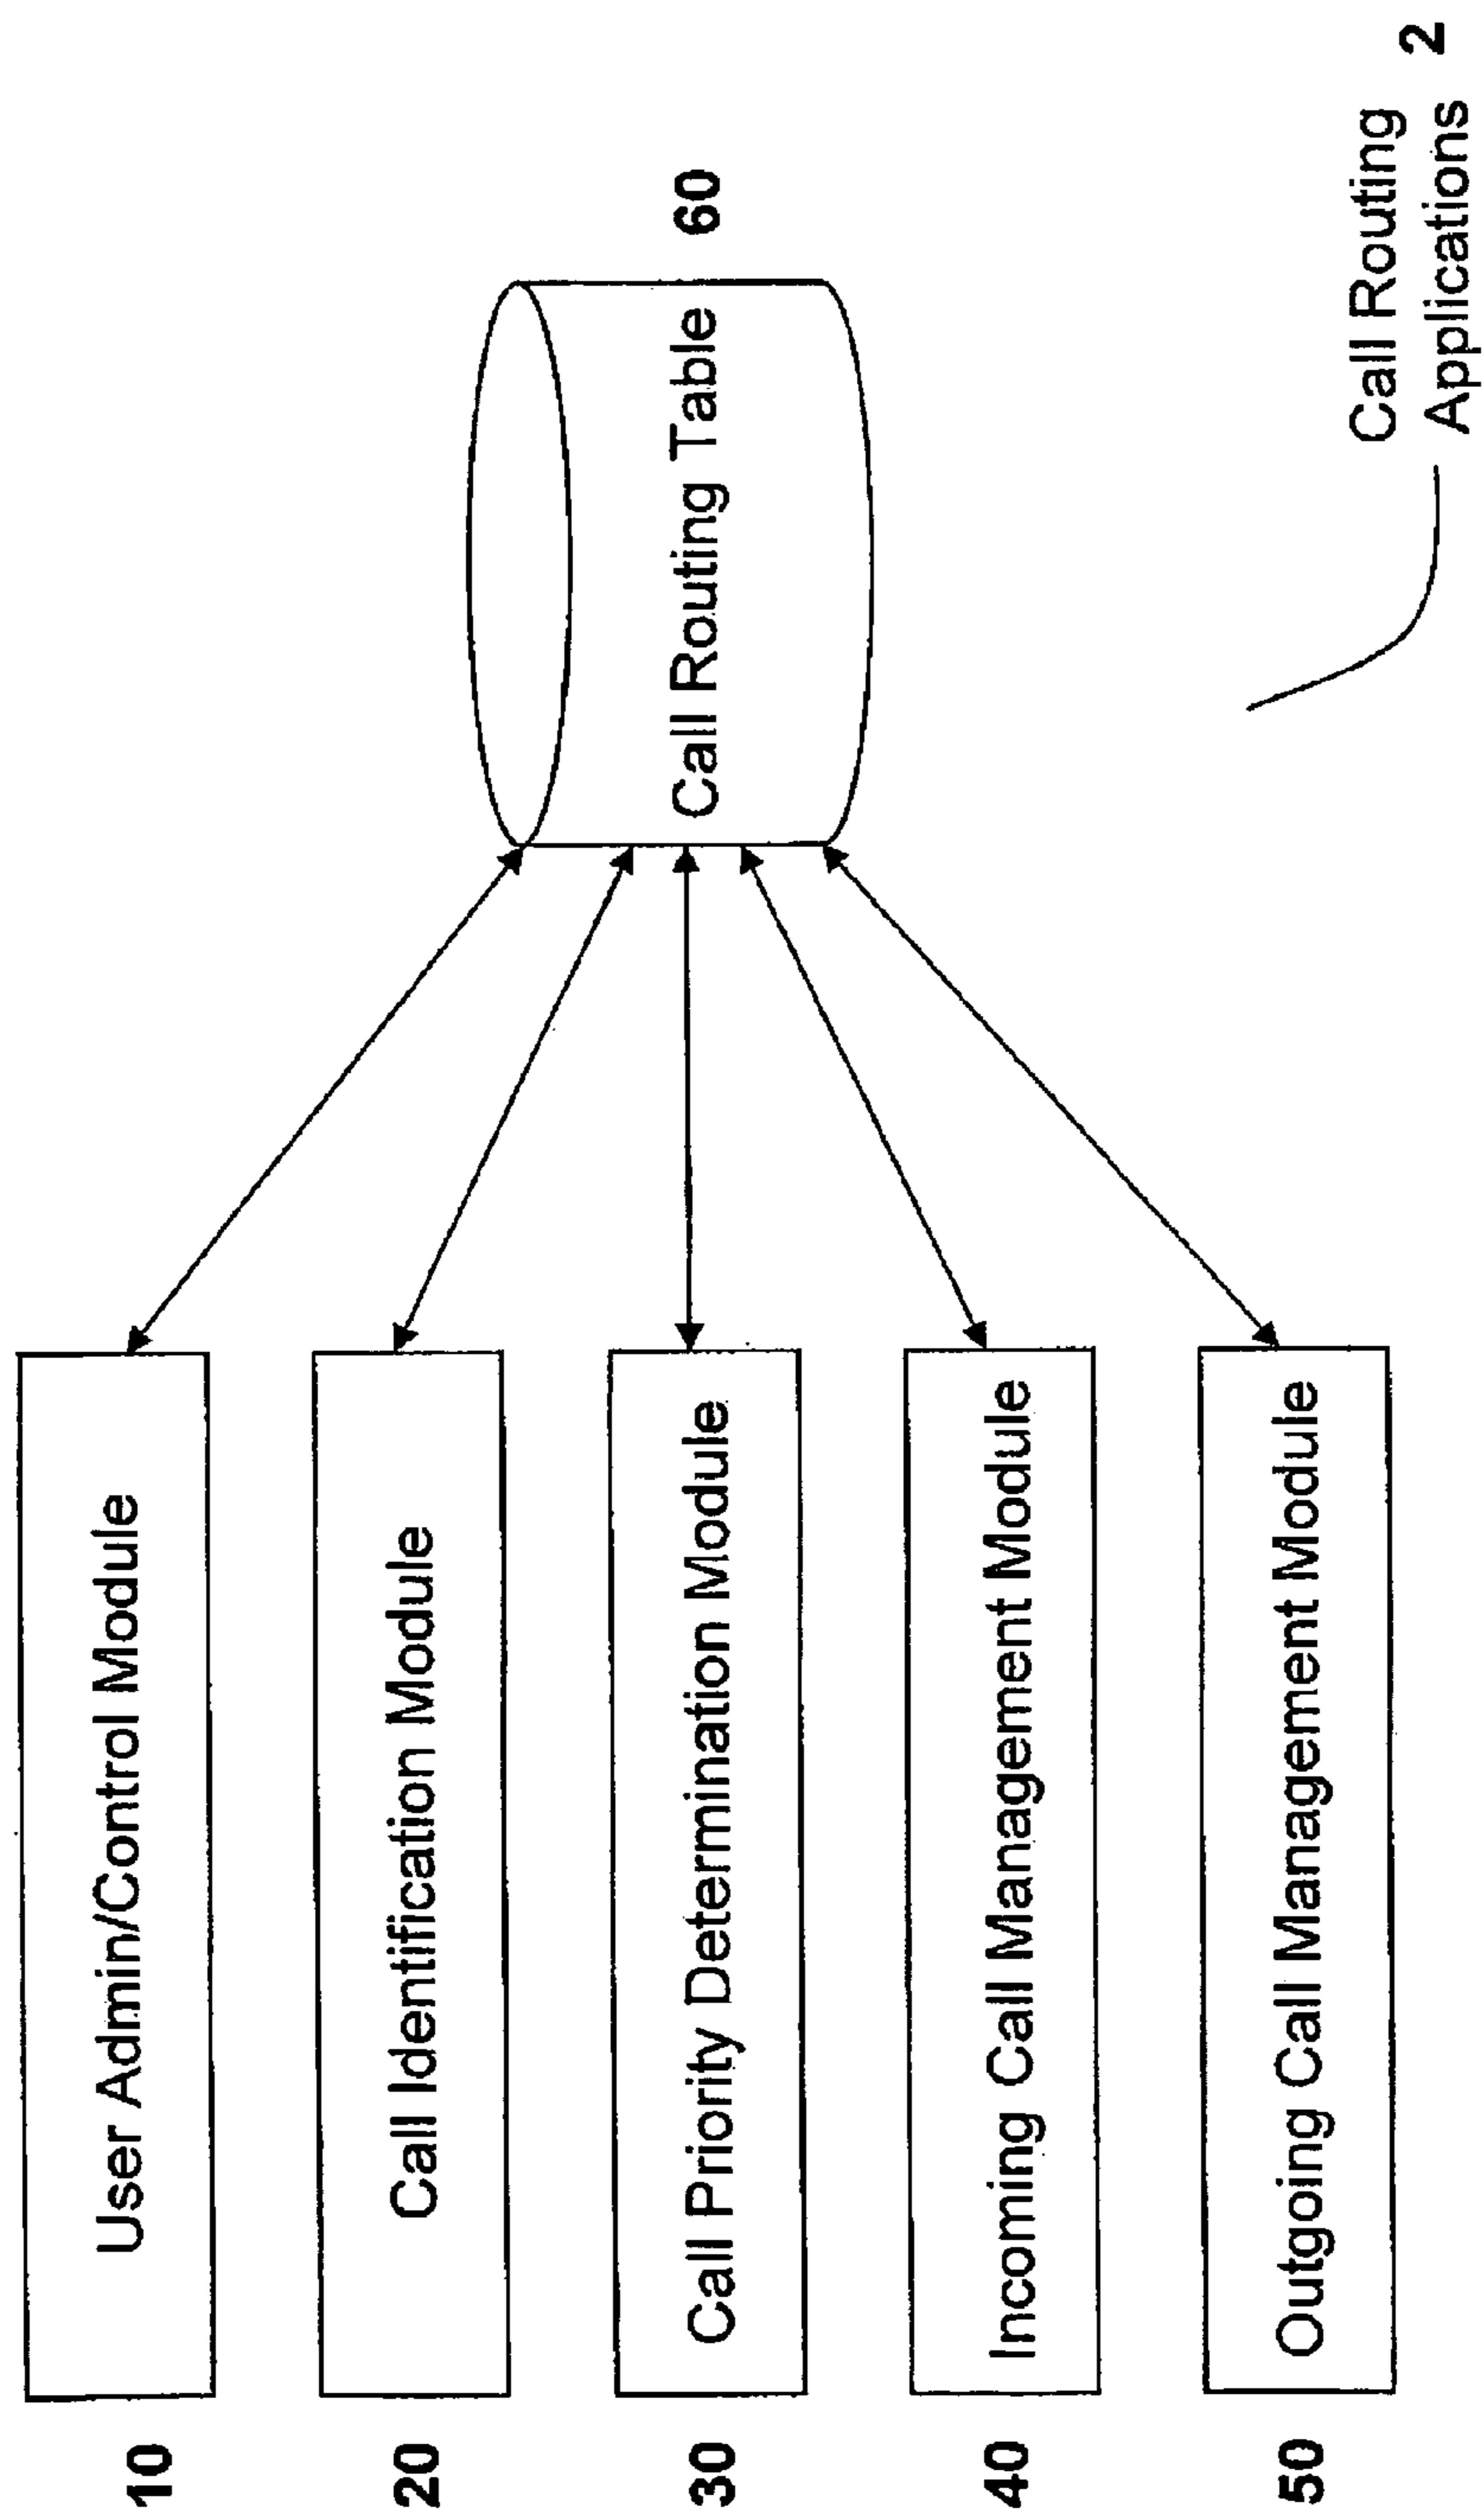 10
User Admin/Control Module
20
Call Identification Module
30
Call Priority Determination Module
40
Incoming Call Management Module
50
Outgoing Call Management Module
Call Routing Table
60
Call Routing
Applications
2